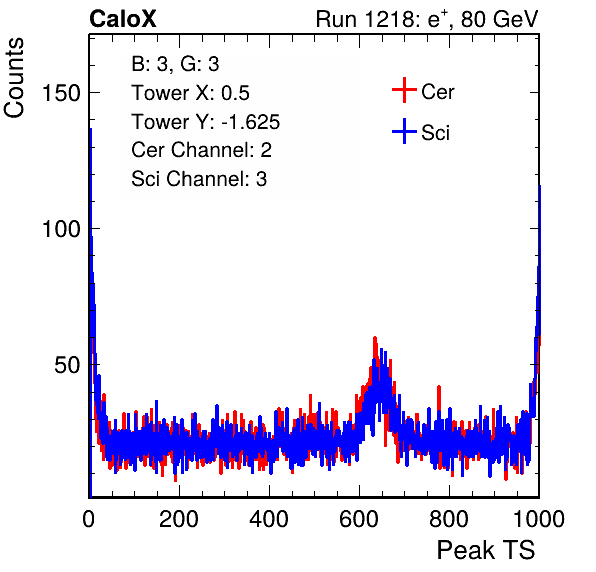 CaloX Run 1218: e⁺, 80 GeV
Counts
B: 3, G: 3
Tower X: 0.5
Tower Y: -1.625
Cer Channel: 2
Sci Channel: 3
Cer
Sci
150
100
50
0 200 400 600 800 1000
Peak TS